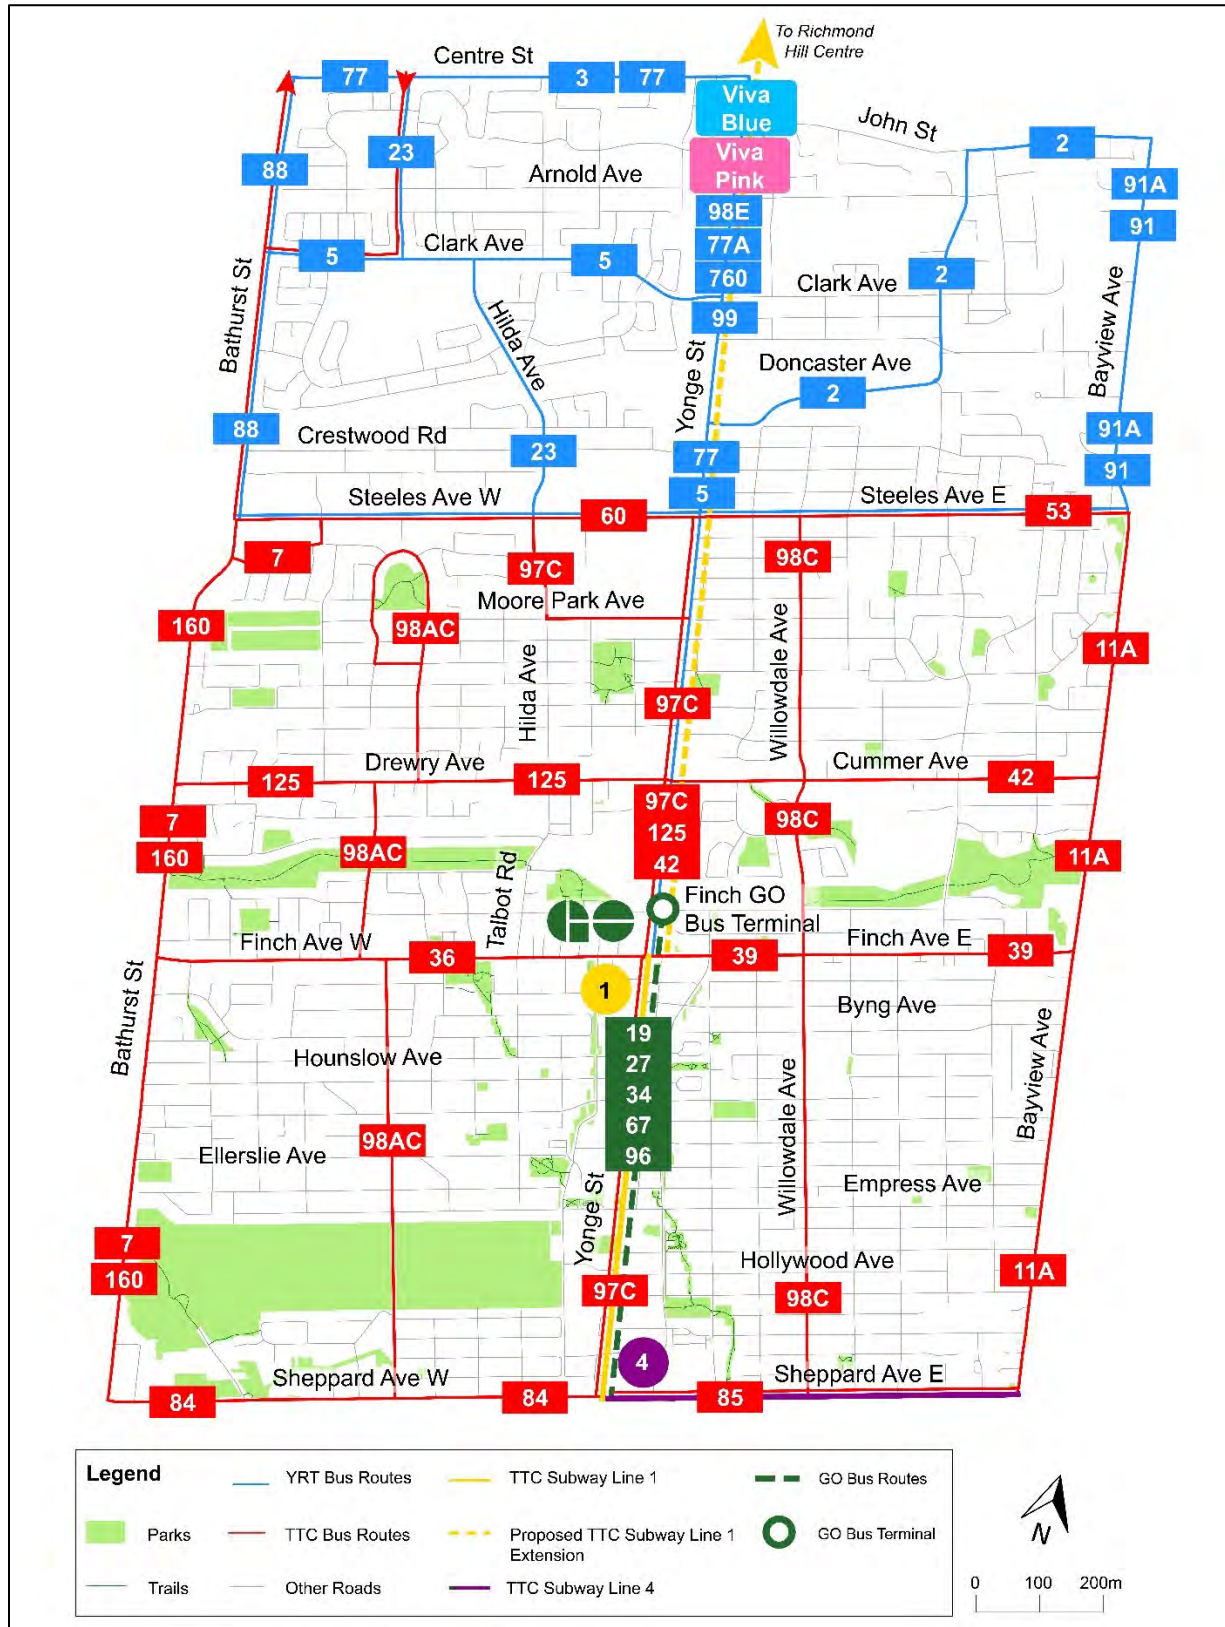 To Richmond
Hill Centre
Centre St
77
3
77
Viva
Blue
John St
2
23
88
Arnold Ave
Viva
Pink
91A
98E
91
Clark Ave
77A
5
5
760
Clark Ave
2
Bathurst St
Hilda Ave
99
Bayview Ave
Yonge St
Doncaster Ave
2
88
Crestwood Rd
23
77
91A
91
Steeles Ave W
5
Steeles Ave E
60
53
7
97C
98C
Moore Park Ave
160
98AC
11A
Hilda Ave
97C
Willowdale Ave
Drewry Ave
Cummer Ave
125
125
42
97C
125
42
7
98C
160
98AC
11A
Talbot Rd
Finch GO
Bus Terminal
GO
Finch Ave W
Finch Ave E
36
39
39
1
Bathurst St
Byng Ave
19
27
34
67
96
Hounslow Ave
Bayview Ave
Willowdale Ave
98AC
Ellerslie Ave
Empress Ave
Yonge St
7
Hollywood Ave
160
11A
97C
98C
4
Sheppard Ave W
Sheppard Ave E
84
84
85
Legend
YRT Bus Routes
TTC Subway Line 1
GO Bus Routes
Parks
TTC Bus Routes
Proposed TTC Subway Line 1
Extension
GO Bus Terminal
Trails
Other Roads
TTC Subway Line 4
N
0 100 200m